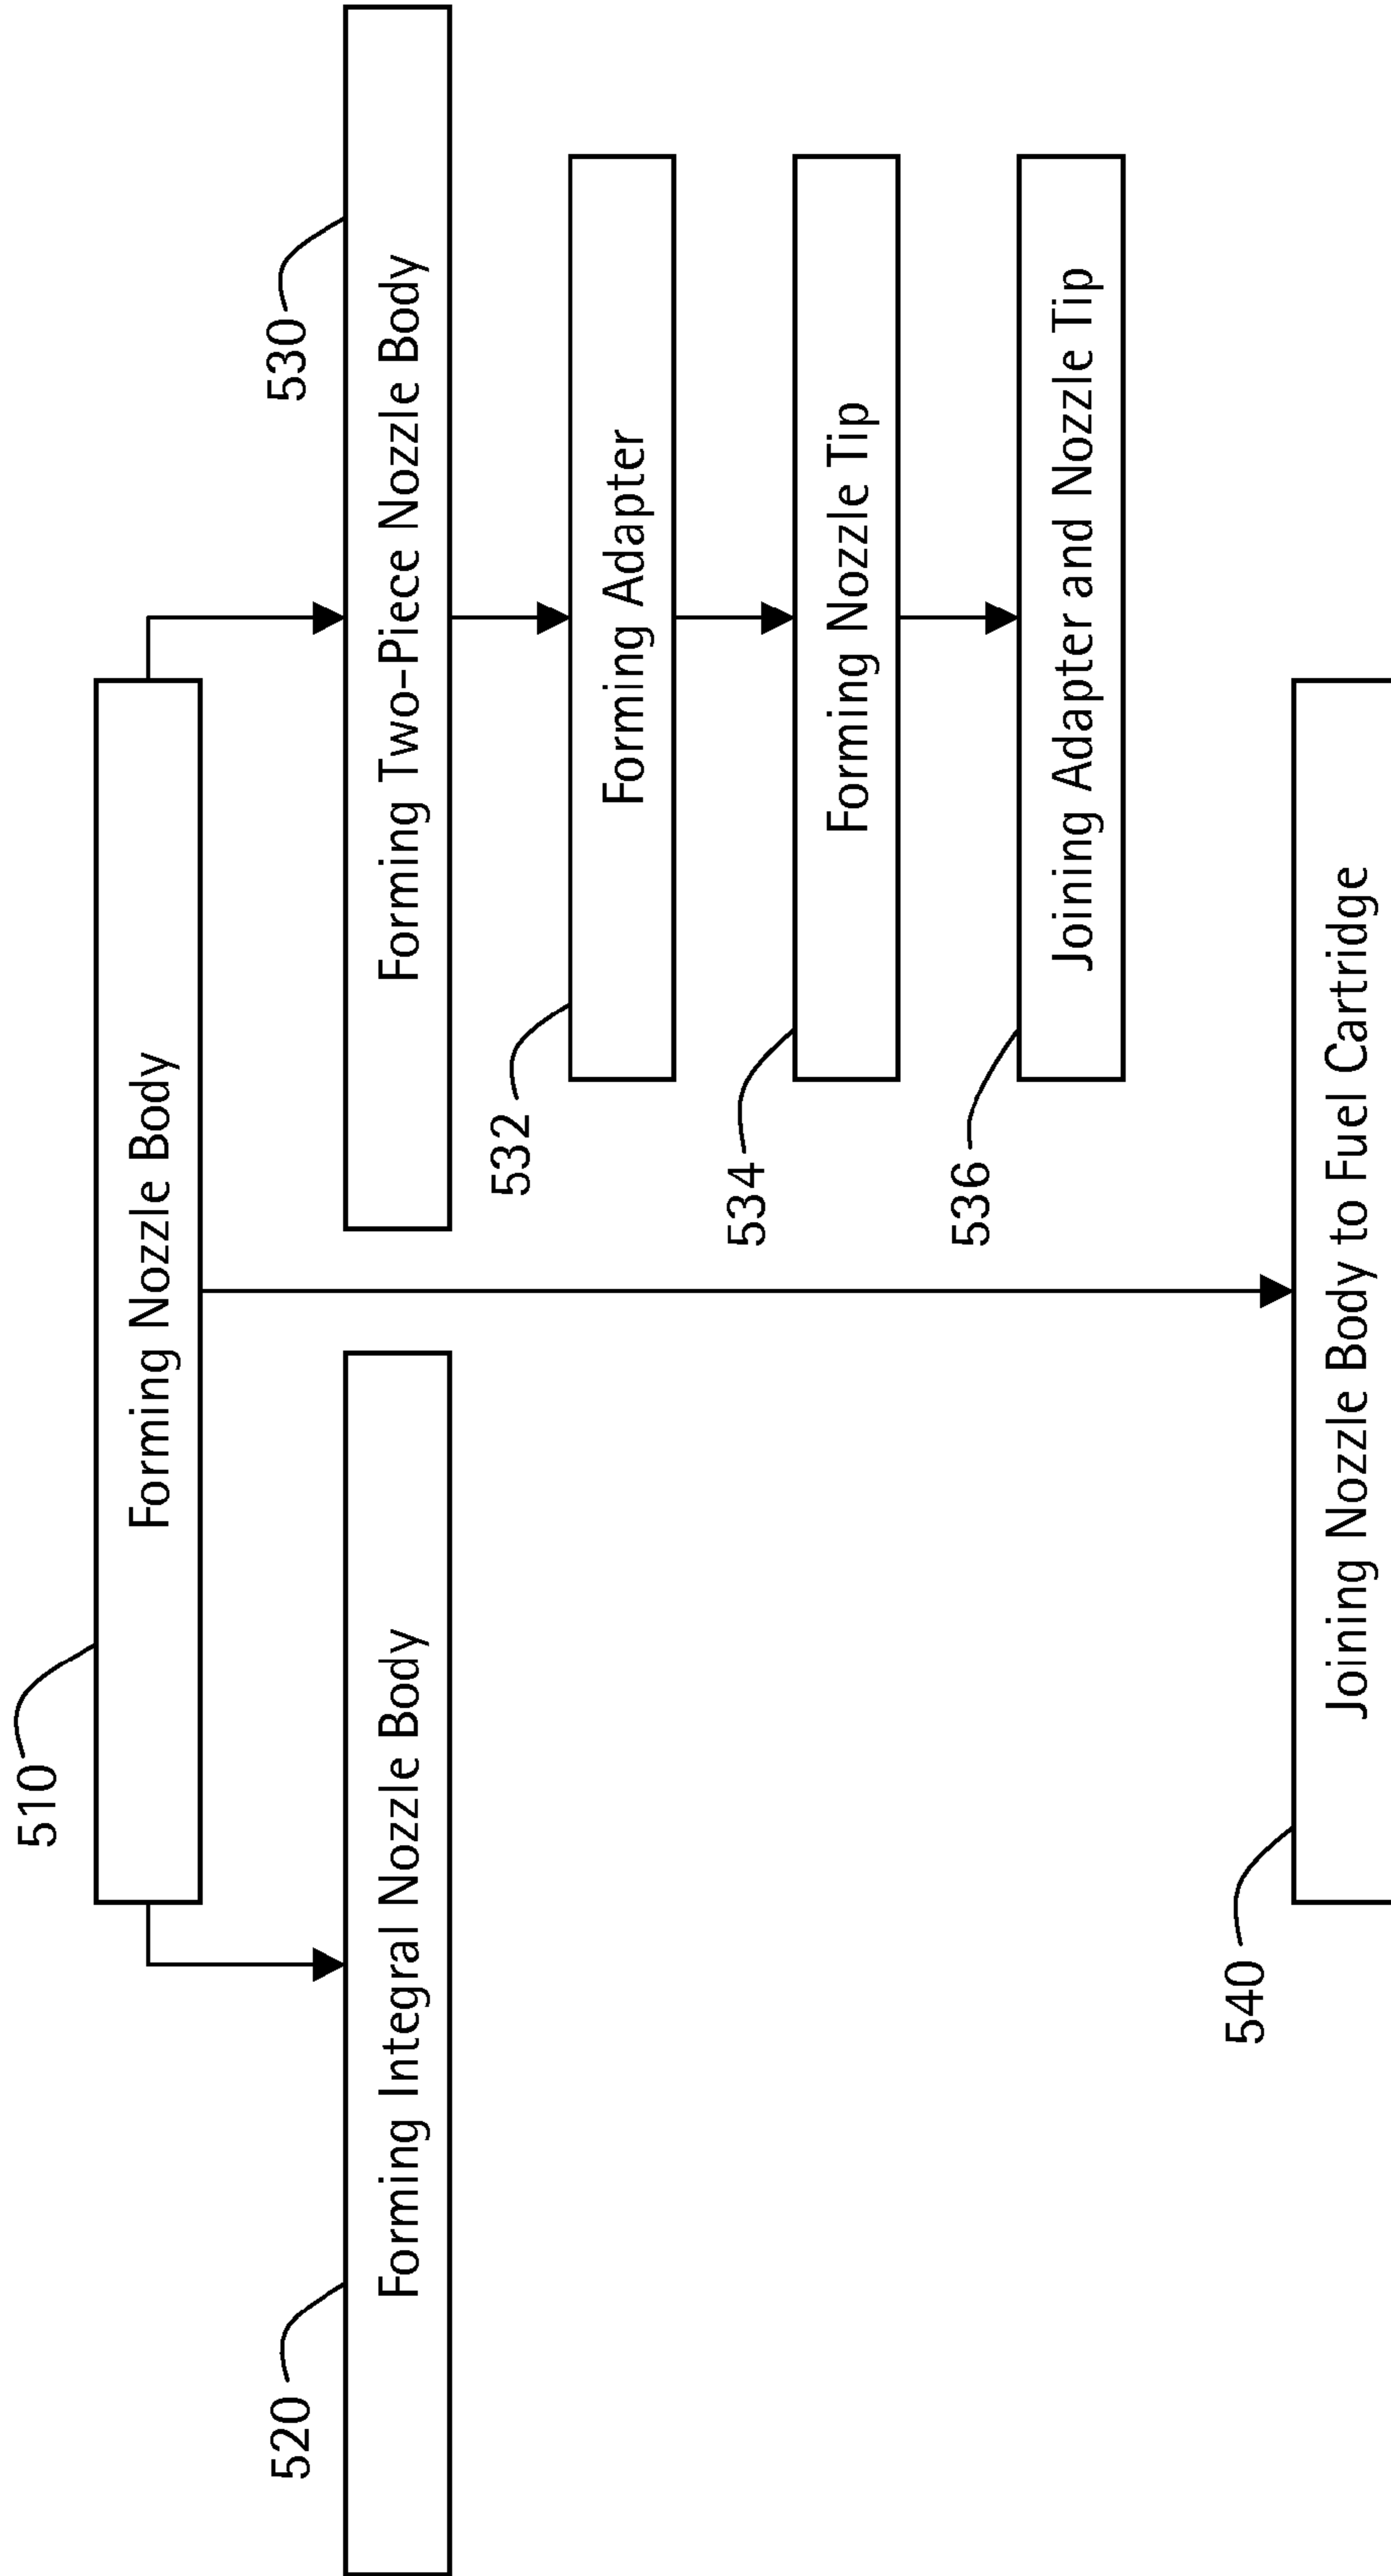 510
Forming Nozzle Body
520
Forming Integral Nozzle Body
530
Forming Two-Piece Nozzle Body
532
Forming Adapter
534
Forming Nozzle Tip
536
Joining Adapter and Nozzle Tip
540
Joining Nozzle Body to Fuel Cartridge